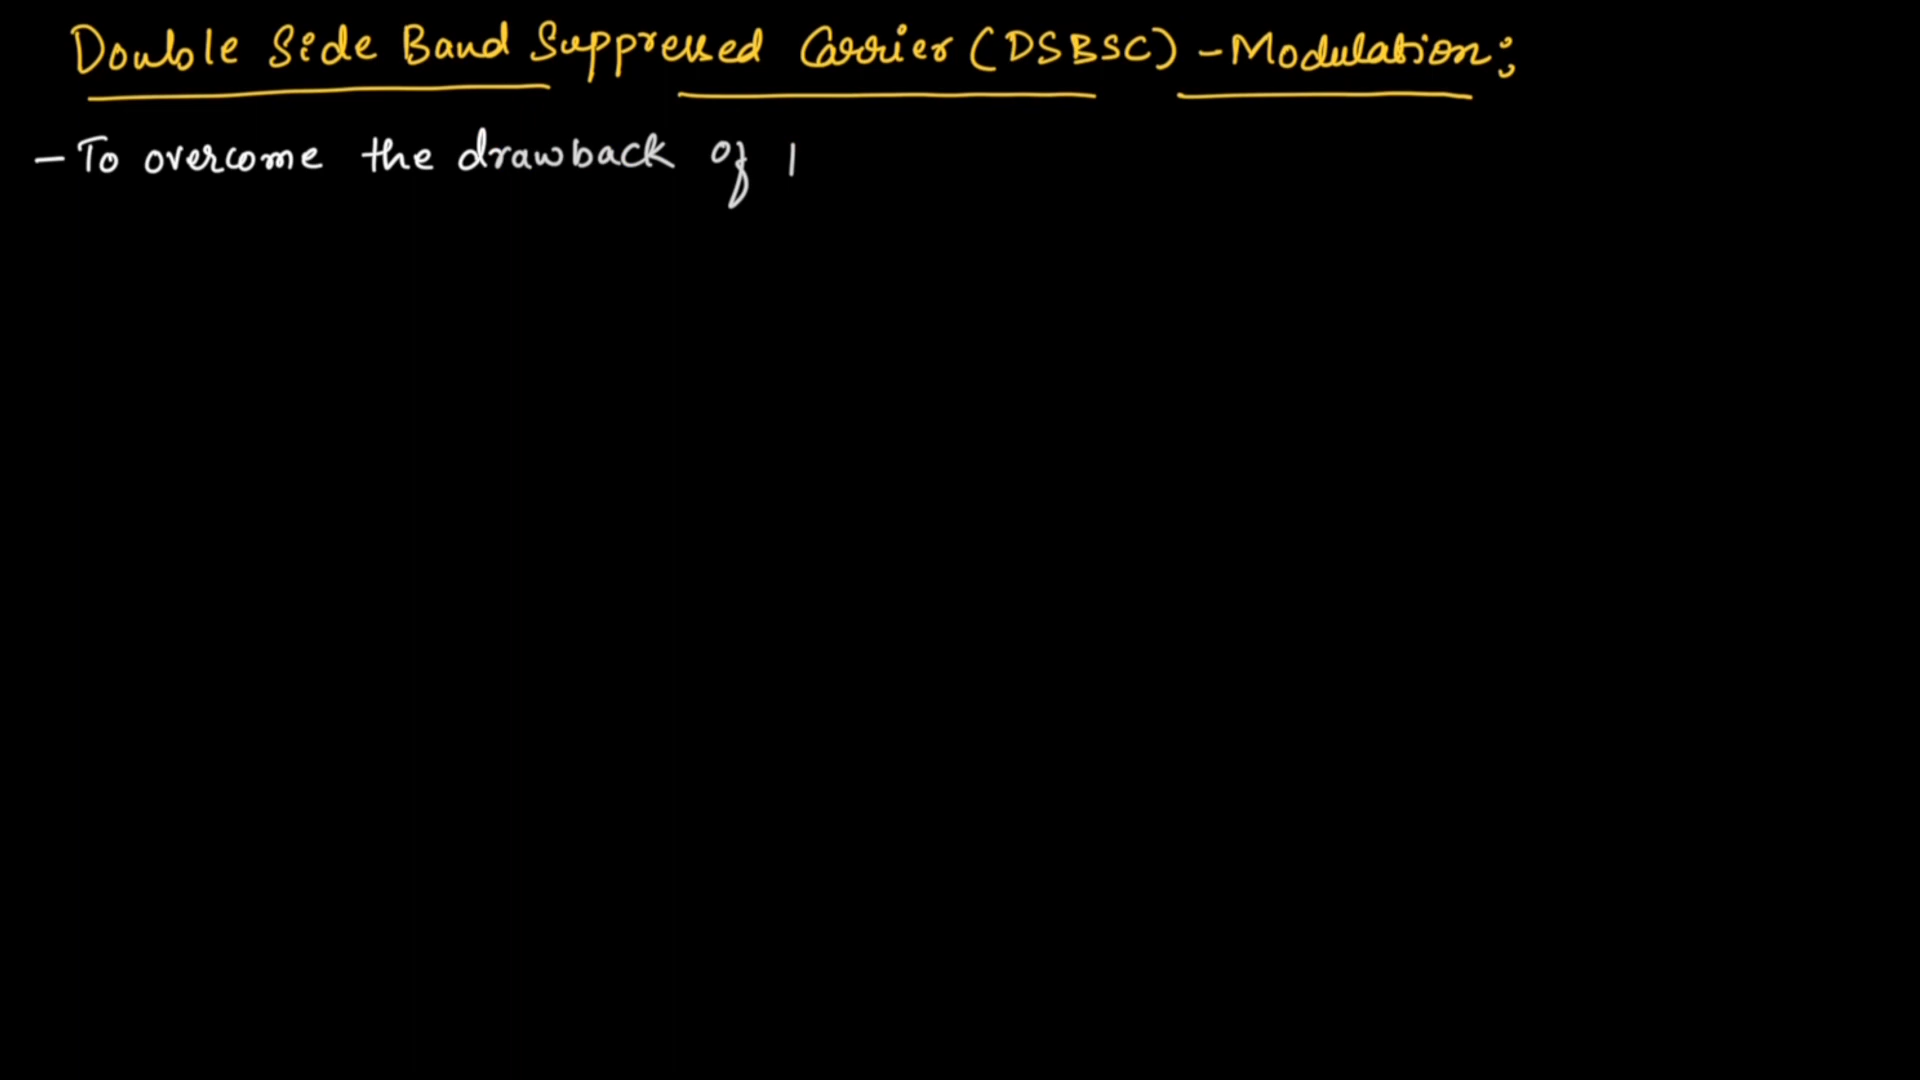 Double Side Band Suppressed Carrier (DSBSC) - Modulation:
- To overcome the drawback of